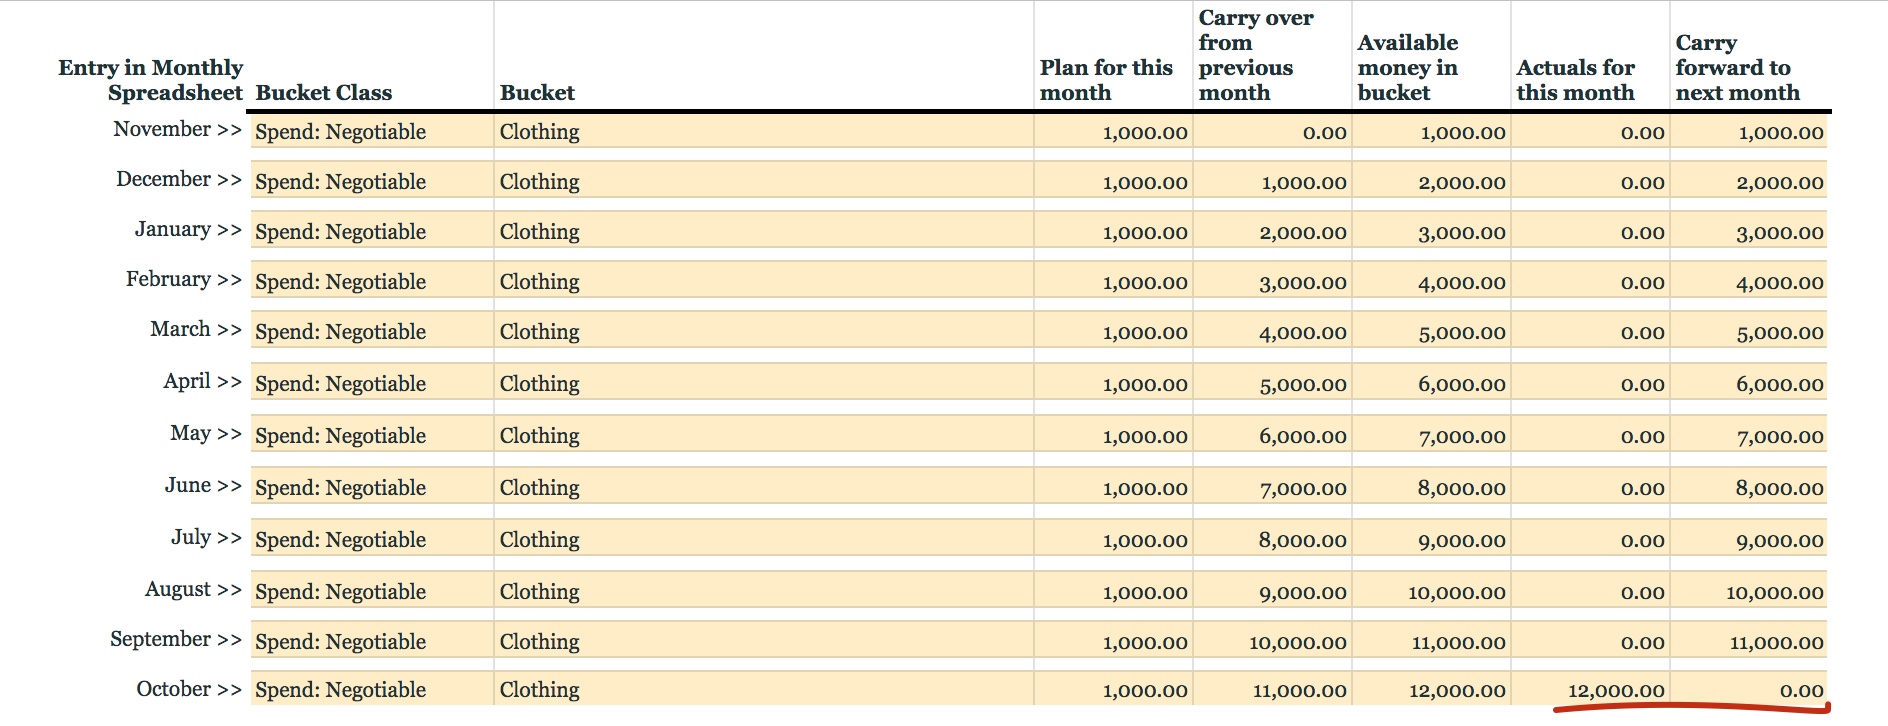 Entry in Monthly Spreadsheet Bucket Class Bucket Plan for this month Carry over from previous month Available money in bucket Actuals for this month Carry forward to next month
November >> Spend: Negotiable Clothing 1,000.00 0.00 1,000.00 0.00 1,000.00
December >> Spend: Negotiable Clothing 1,000.00 1,000.00 2,000.00 0.00 2,000.00
January >> Spend: Negotiable Clothing 1,000.00 2,000.00 3,000.00 0.00 3,000.00
February >> Spend: Negotiable Clothing 1,000.00 3,000.00 4,000.00 0.00 4,000.00
March >> Spend: Negotiable Clothing 1,000.00 4,000.00 5,000.00 0.00 5,000.00
April >> Spend: Negotiable Clothing 1,000.00 5,000.00 6,000.00 0.00 6,000.00
May >> Spend: Negotiable Clothing 1,000.00 6,000.00 7,000.00 0.00 7,000.00
June >> Spend: Negotiable Clothing 1,000.00 7,000.00 8,000.00 0.00 8,000.00
July >> Spend: Negotiable Clothing 1,000.00 8,000.00 9,000.00 0.00 9,000.00
August >> Spend: Negotiable Clothing 1,000.00 9,000.00 10,000.00 0.00 10,000.00
September >> Spend: Negotiable Clothing 1,000.00 10,000.00 11,000.00 0.00 11,000.00
October >> Spend: Negotiable Clothing 1,000.00 11,000.00 12,000.00 12,000.00 0.00